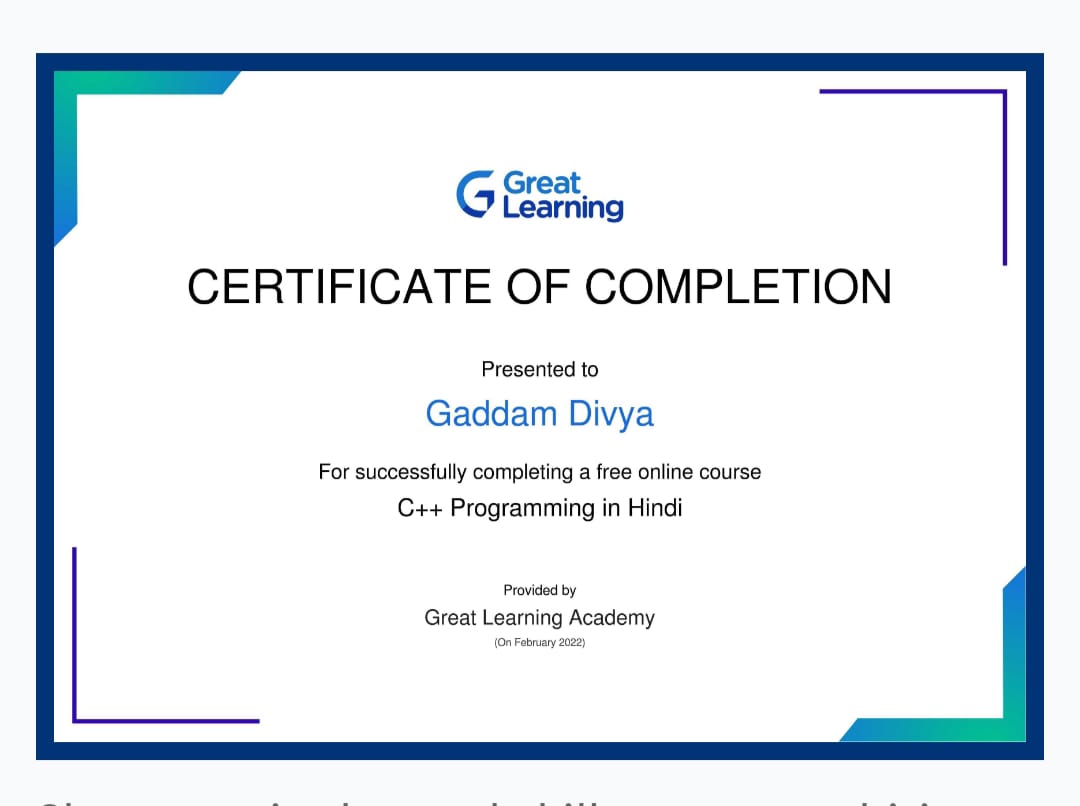 Great
Learning
CERTIFICATE OF COMPLETION
Presented to
Gaddam Divya
For successfully completing a free online course
C++ Programming in Hindi
Provided by
Great Learning Academy
(On February 2022)